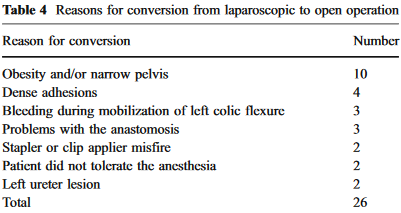 Table 4 Reasons for conversion from laparoscopic to open operation
Reason for conversion Number
Obesity and/or narrow pelvis 10
Dense adhesions 4
Bleeding during mobilization of left colic flexure 3
Problems with the anastomosis 3
Stapler or clip applier misfire 2
Patient did not tolerate the anesthesia 2
Left ureter lesion 2
Total 26